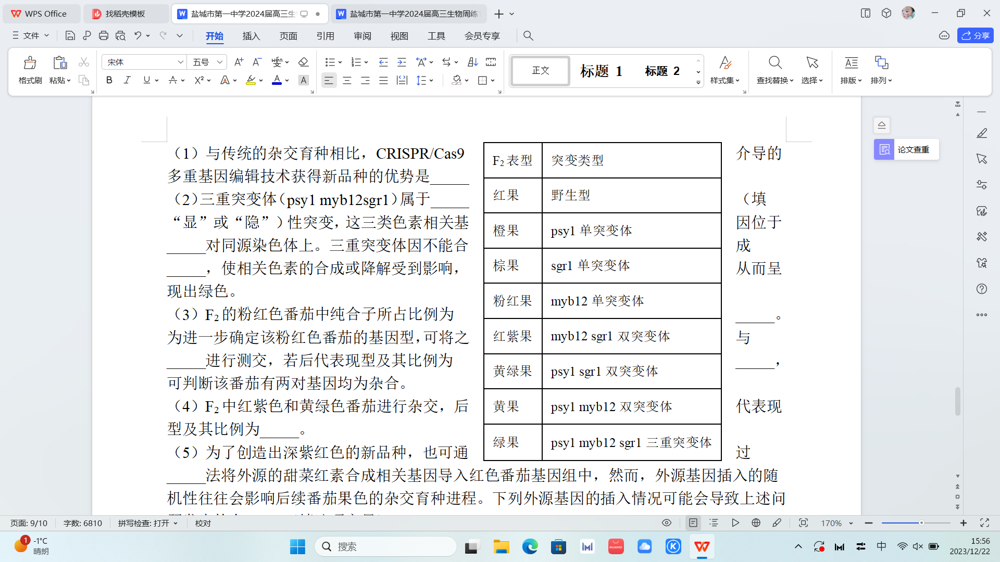 WPS Office
找稻壳模板
盐城市第一中学2024届高三生
盐城市第一中学2024届高三生物周练
文件
开始
插入
页面
引用
审阅
视图
工具
会员专享
分享
格式刷
粘贴
宋体
五号
正文
标题 1
标题 2
样式集
查找替换
选择
排版
排列
论文查重
（1）与传统的杂交育种相比，CRISPR/Cas9 介导的
多重基因编辑技术获得新品种的优势是_____
（2）三重突变体（psy1 myb12sgr1）属于_____（填
“显”或“隐”）性突变，这三类色素相关基因位于
_____对同源染色体上。三重突变体因不能合成
_____，使相关色素的合成或降解受到影响，从而呈
现出绿色。
（3）F₂的粉红色番茄中纯合子所占比例为_____。
为进一步确定该粉红色番茄的基因型，可将之与
_____进行测交，若后代表现型及其比例为_____，
可判断该番茄有两对基因均为杂合。
（4）F₂中红紫色和黄绿色番茄进行杂交，后代表现
型及其比例为_____。
（5）为了创造出深紫红色的新品种，也可通过
_____法将外源的甜菜红素合成相关基因导入红色番茄基因组中，然而，外源基因插入的随
机性往往会影响后续番茄果色的杂交育种进程。下列外源基因的插入情况可能会导致上述问
F₂表型 突变类型
红果 野生型
橙果 psy1 单突变体
棕果 sgr1 单突变体
粉红果 myb12 单突变体
红紫果 myb12 sgr1 双突变体
黄绿果 psy1 sgr1 双突变体
黄果 psy1 myb12 双突变体
绿果 psy1 myb12 sgr1 三重突变体
页面: 9/10
字数: 6810
拼写检查: 打开
校对
170%
1
-1°C
晴朗
搜索
HUAWEI
中
15:56
2023/12/22